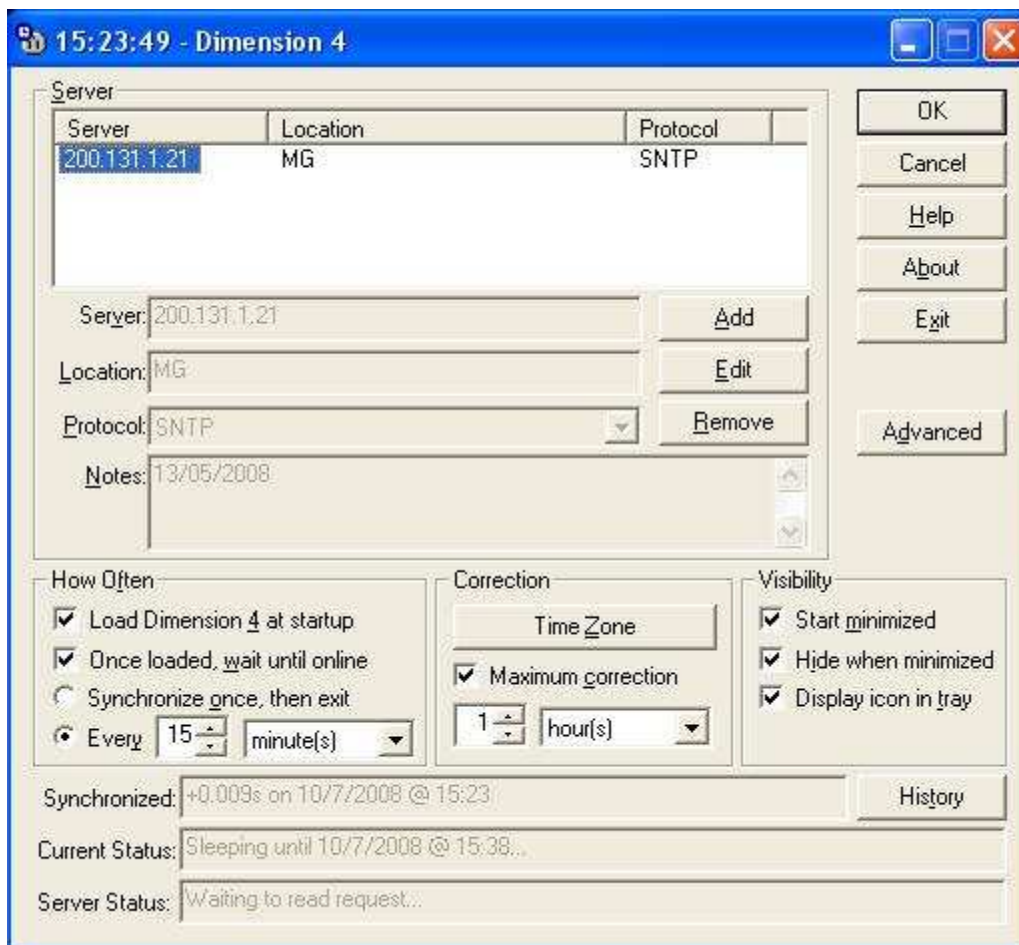 15:23:49 - Dimension 4
Server
Server Location Protocol
200.131.1.21 MG SNTP
OK
Cancel
Help
About
Exit
Server: 200.131.1.21 Add
Location: MG Edit
Protocol: SNTP Remove
Advanced
Notes: 13/05/2008
How Often
Load Dimension 4 at startup
Once loaded, wait until online
Synchronize once, then exit
Every 15 minute(s)
Correction
Time Zone
Maximum correction
1 hour(s)
Visibility
Start minimized
Hide when minimized
Display icon in tray
Synchronized: +0.009s on 10/7/2008 @ 15:23 History
Current Status: Sleeping until 10/7/2008 @ 15:38...
Server Status: Waiting to read request...